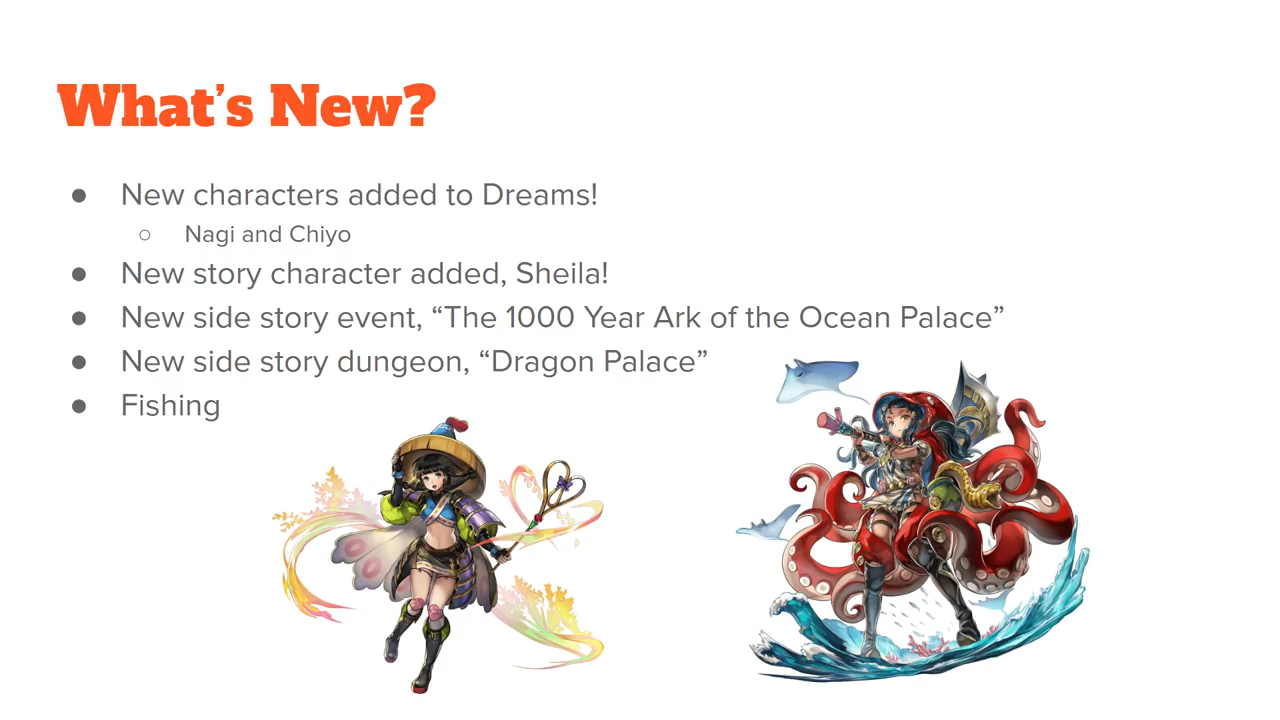 What’s New?
● New characters added to Dreams!
○ Nagi and Chiyo
● New story character added, Sheila!
● New side story event, “The 1000 Year Ark of the Ocean Palace”
● New side story dungeon, “Dragon Palace”
● Fishing